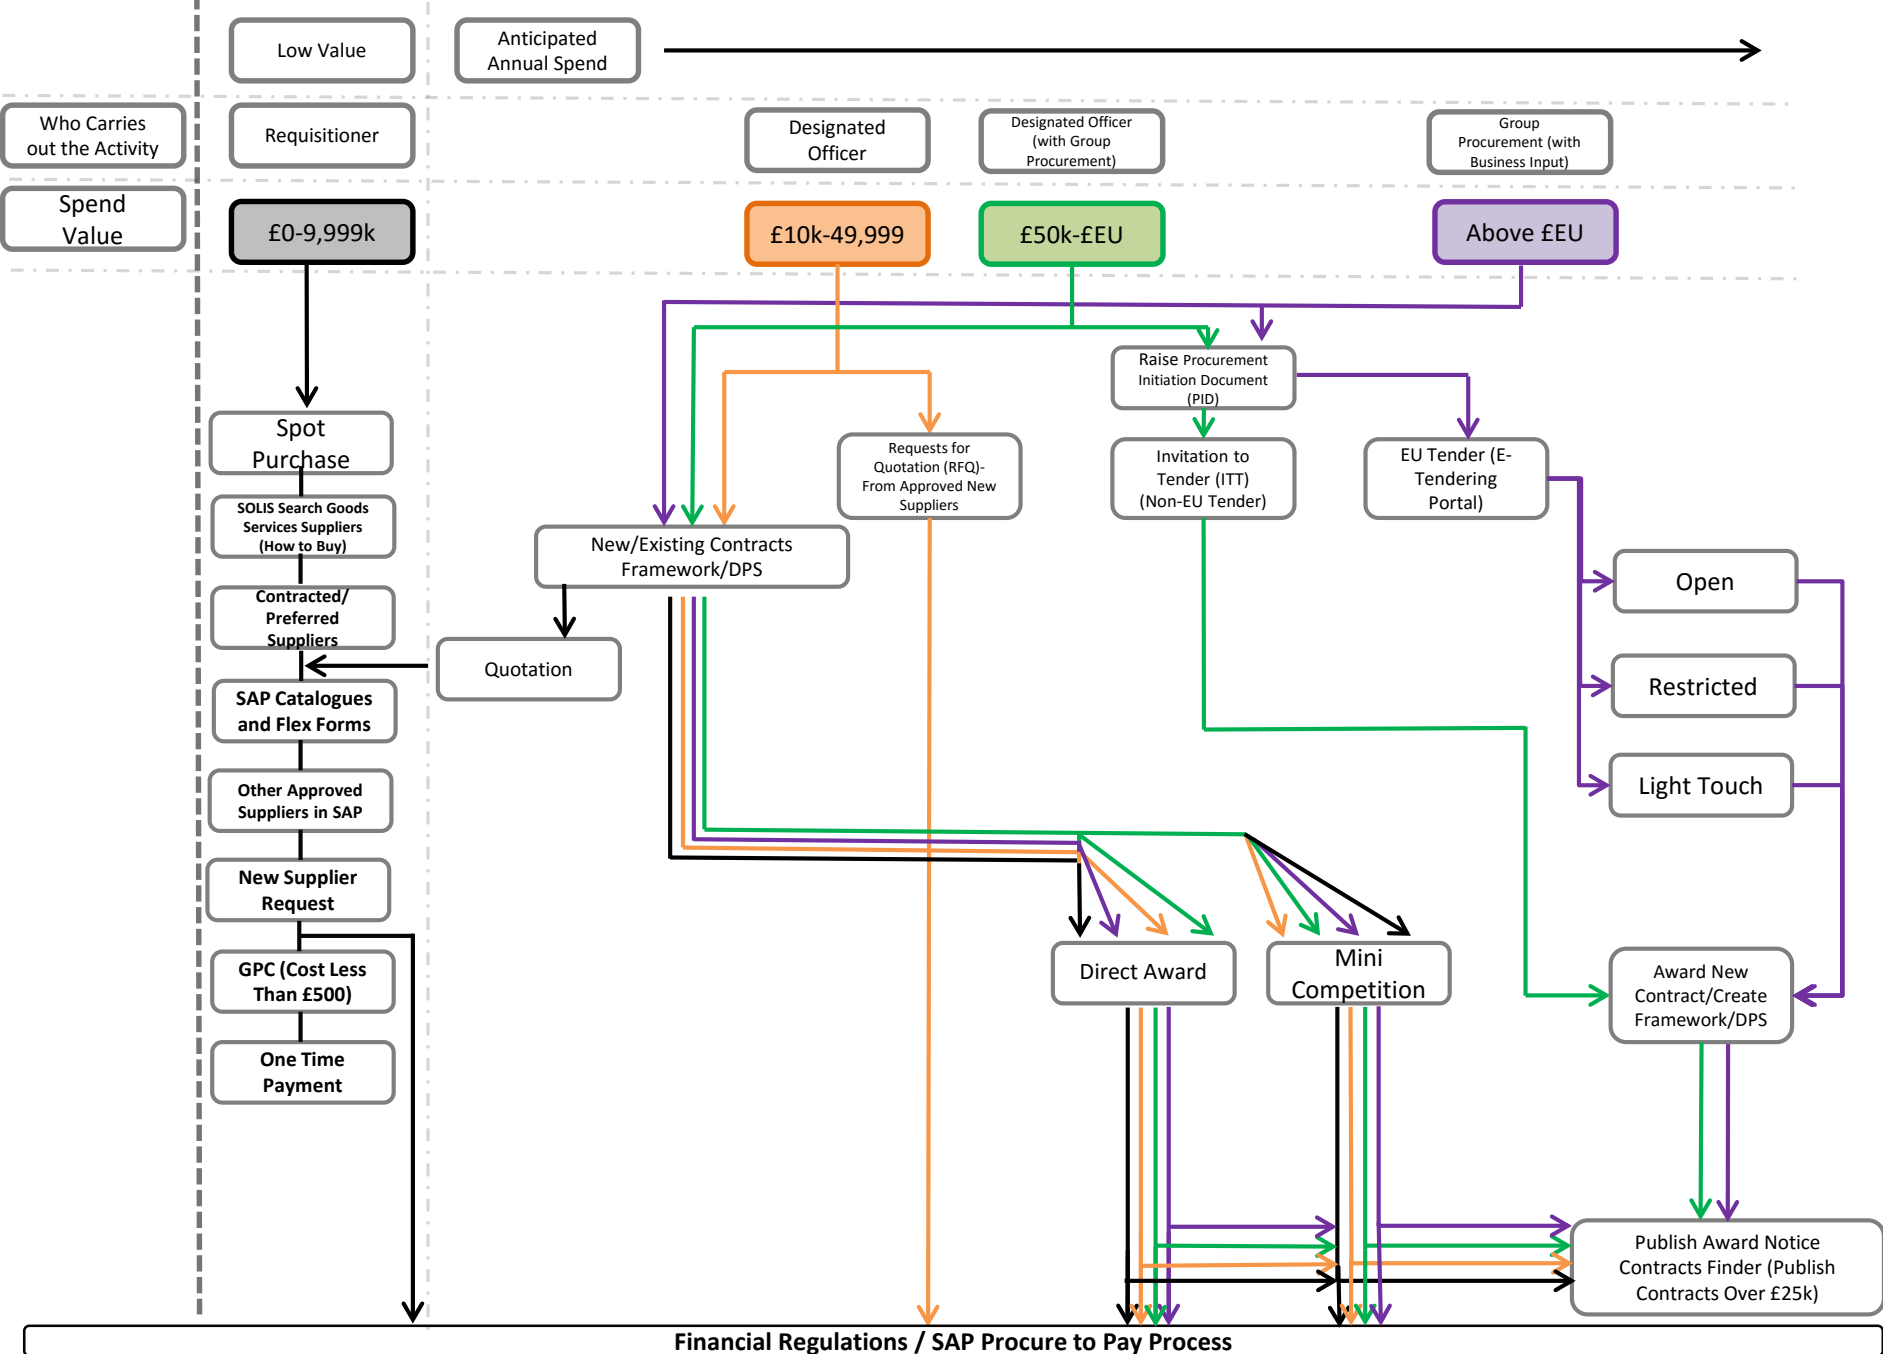 Low Value
Anticipated
Annual Spend
Who Carries
out the Activity
Requisitioner
Designated
Officer
Designated Officer
(with Group
Procurement)
Group
Procurement (with
Business Input)
Spend
Value
£0-9,999k
£10k-49,999
£50k-£EU
Above £EU
Raise Procurement
Initiation Document
(PID)
Spot
Purchase
Requests for
Quotation (RFQ)-
From Approved New
Suppliers
Invitation to
Tender (ITT)
(Non-EU Tender)
EU Tender (E-
Tendering
Portal)
SOLIS Search Goods
Services Suppliers
(How to Buy)
New/Existing Contracts
Framework/DPS
Open
Contracted/
Preferred
Suppliers
Quotation
Restricted
SAP Catalogues
and Flex Forms
Light Touch
Other Approved
Suppliers in SAP
New Supplier
Request
Direct Award
Mini
Competition
Award New
Contract/Create
Framework/DPS
GPC (Cost Less
Than £500)
One Time
Payment
Publish Award Notice
Contracts Finder (Publish
Contracts Over £25k)
Financial Regulations / SAP Procure to Pay Process